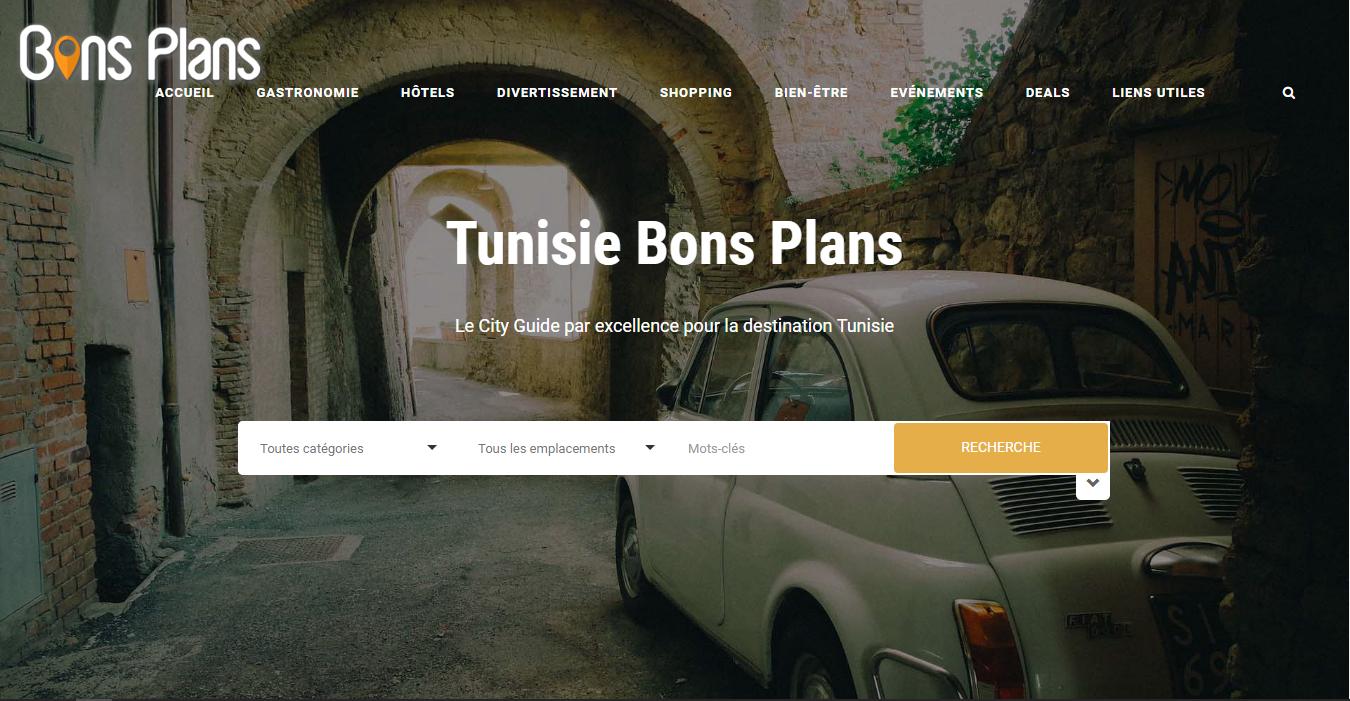 Bons Plans
ACCUEIL GASTRONOMIE HÔTELS DIVERTISSEMENT SHOPPING BIEN-ÊTRE EVÉNEMENTS DEALS LIENS UTILES
Tunisie Bons Plans
Le City Guide par excellence pour la destination Tunisie
Toutes catégories Tous les emplacements Mots-clés RECHERCHE
FIAT